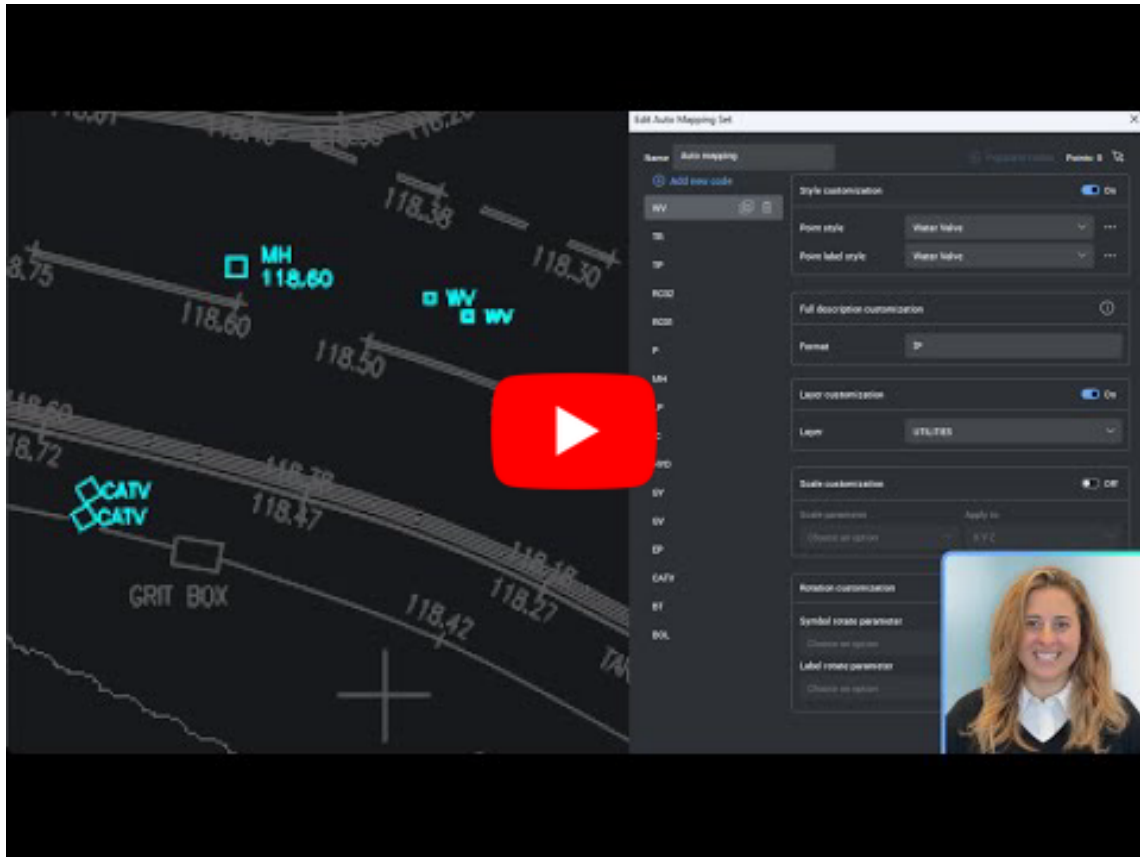 118.38
118.30
8.75
MH
118.60
WV
WV
118.60
118.50
18.72
118.47
CATV
CATV
GRIT BOX
118.27
118.42
Edit Auto Mapping Set
Name Auto mapping
Points: 5
Add new code
WV
TR
TP
P
MH
GY
GV
EP
CATV
BT
BOL
Style customization On
Point style Water Valve
Point label style Water Valve
Full description customization
Format
Layer customization On
Layer UTILITIES
Scale customization Off
Scale parameter Apply to
Choose an option X Y Z
Rotation customization
Symbol rotate parameter
Choose an option
Label rotate parameter
Choose an option